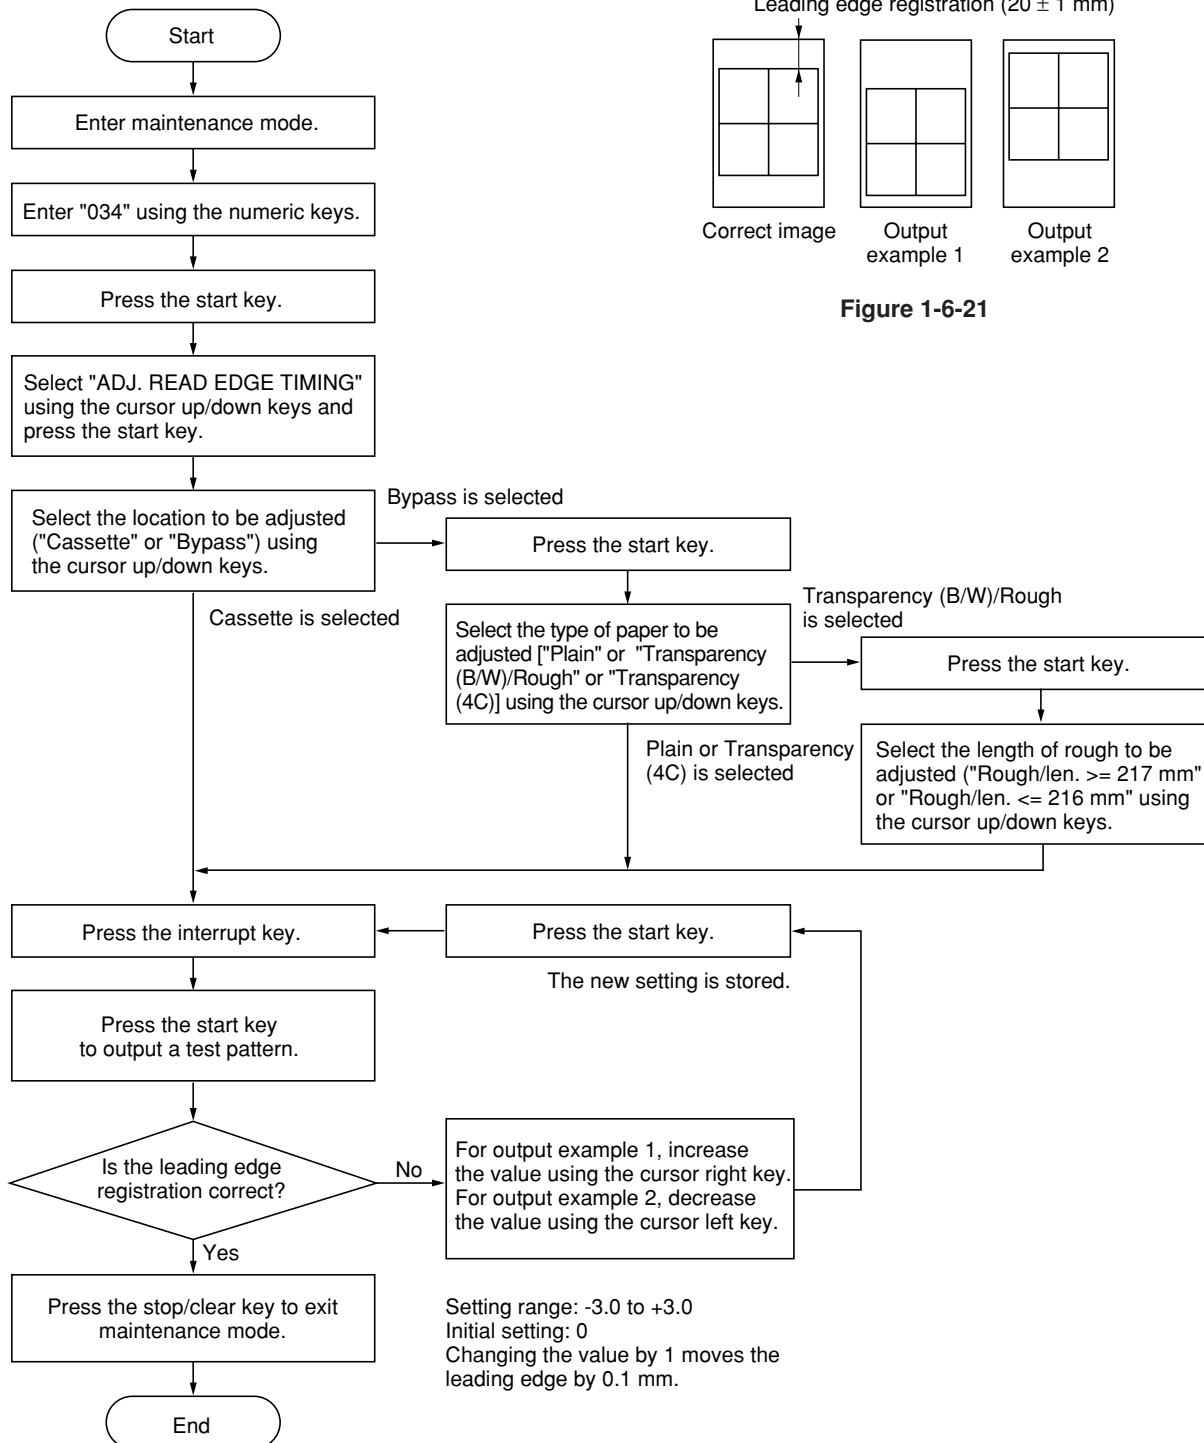 Start
Enter maintenance mode.
Enter "034" using the numeric keys.
Press the start key.
Select "ADJ. READ EDGE TIMING"
using the cursor up/down keys and
press the start key.
Select the location to be adjusted
("Cassette" or "Bypass") using
the cursor up/down keys.
Bypass is selected
Cassette is selected
Press the start key.
Select the type of paper to be
adjusted ["Plain" or "Transparency
(B/W)/Rough" or "Transparency
(4C)] using the cursor up/down keys.
Transparency (B/W)/Rough
is selected
Plain or Transparency
(4C) is selected
Press the start key.
Select the length of rough to be
adjusted ("Rough/len. >= 217 mm"
or "Rough/len. <= 216 mm" using
the cursor up/down keys.
Press the interrupt key.
Press the start key.
The new setting is stored.
Press the start key
to output a test pattern.
Is the leading edge
registration correct?
No
Yes
For output example 1, increase
the value using the cursor right key.
For output example 2, decrease
the value using the cursor left key.
Press the stop/clear key to exit
maintenance mode.
Setting range: -3.0 to +3.0
Initial setting: 0
Changing the value by 1 moves the
leading edge by 0.1 mm.
End
Leading edge registration (20 ± 1 mm)
Correct image
Output
example 1
Output
example 2
Figure 1-6-21